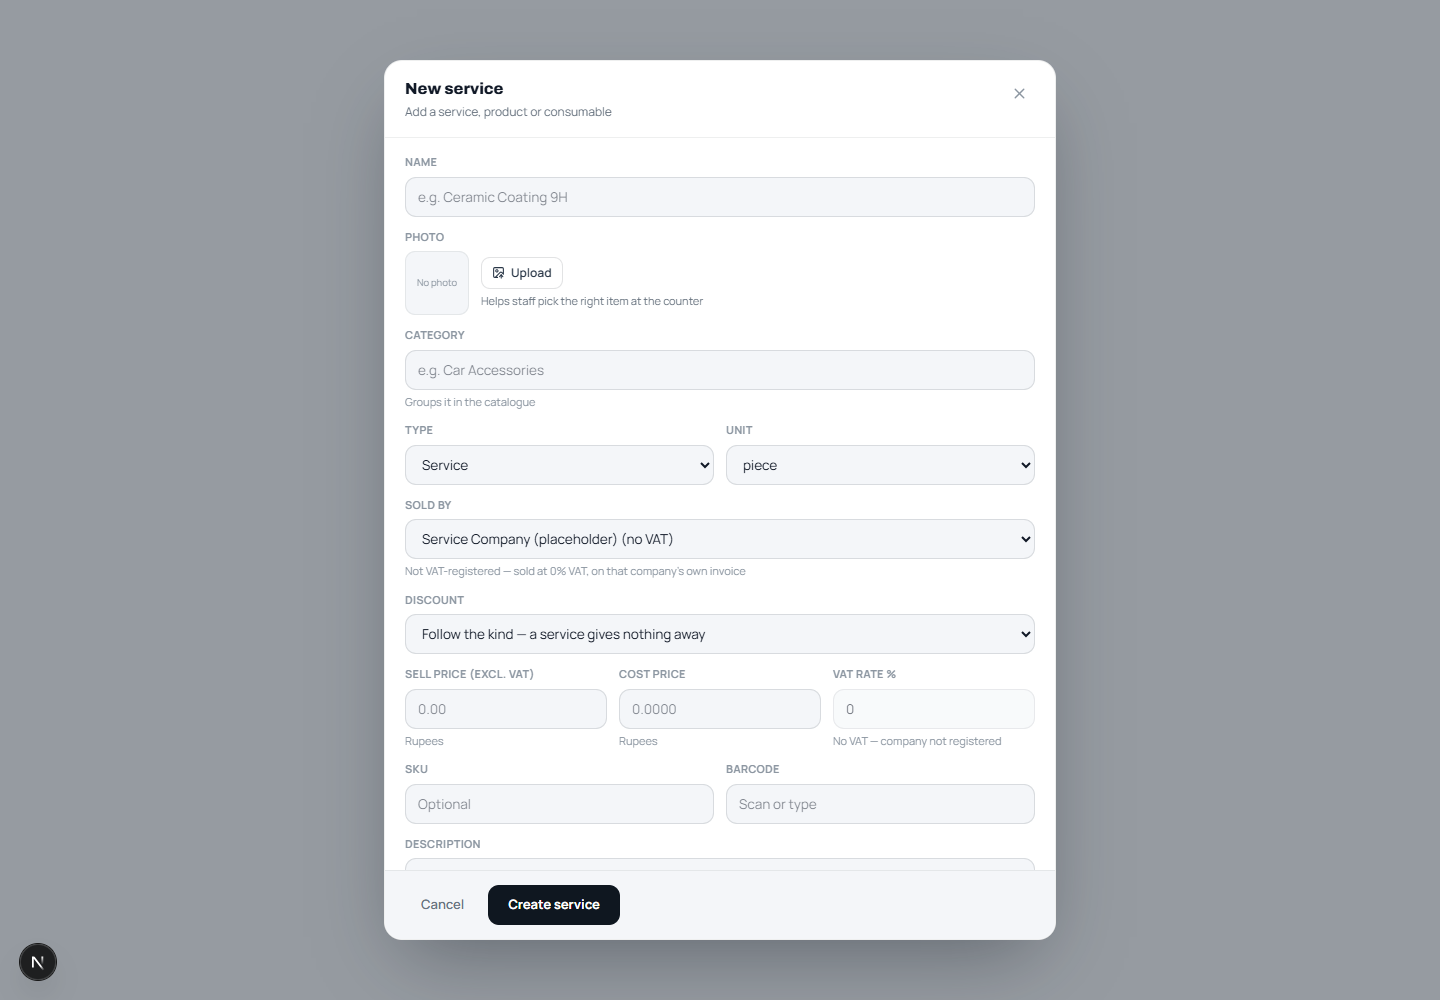 New service
Add a service, product or consumable
NAME
e.g. Ceramic Coating 9H
PHOTO
No photo
Upload
Helps staff pick the right item at the counter
CATEGORY
e.g. Car Accessories
Groups it in the catalogue
TYPE UNIT
Service piece
SOLD BY
Service Company (placeholder) (no VAT)
Not VAT-registered — sold at 0% VAT, on that company's own invoice
DISCOUNT
Follow the kind — a service gives nothing away
SELL PRICE (EXCL. VAT) COST PRICE VAT RATE %
0.00 0.0000 0
Rupees Rupees No VAT — company not registered
SKU BARCODE
Optional Scan or type
DESCRIPTION
Cancel Create service
N